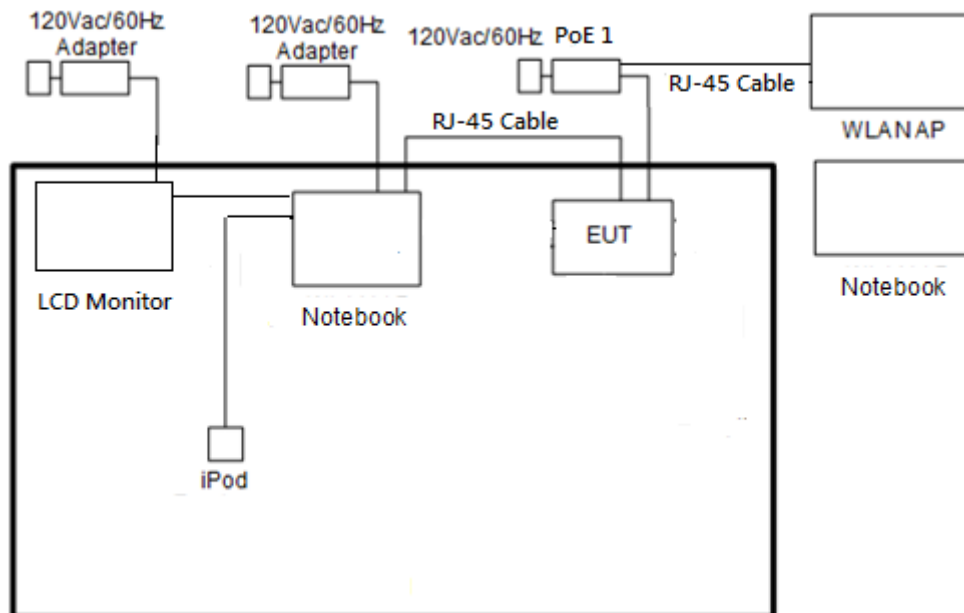 120Vac/60Hz
Adapter
120Vac/60Hz
Adapter
120Vac/60Hz PoE 1
RJ-45 Cable
RJ-45 Cable
WLANAP
EUT
LCD Monitor
Notebook
Notebook
iPod